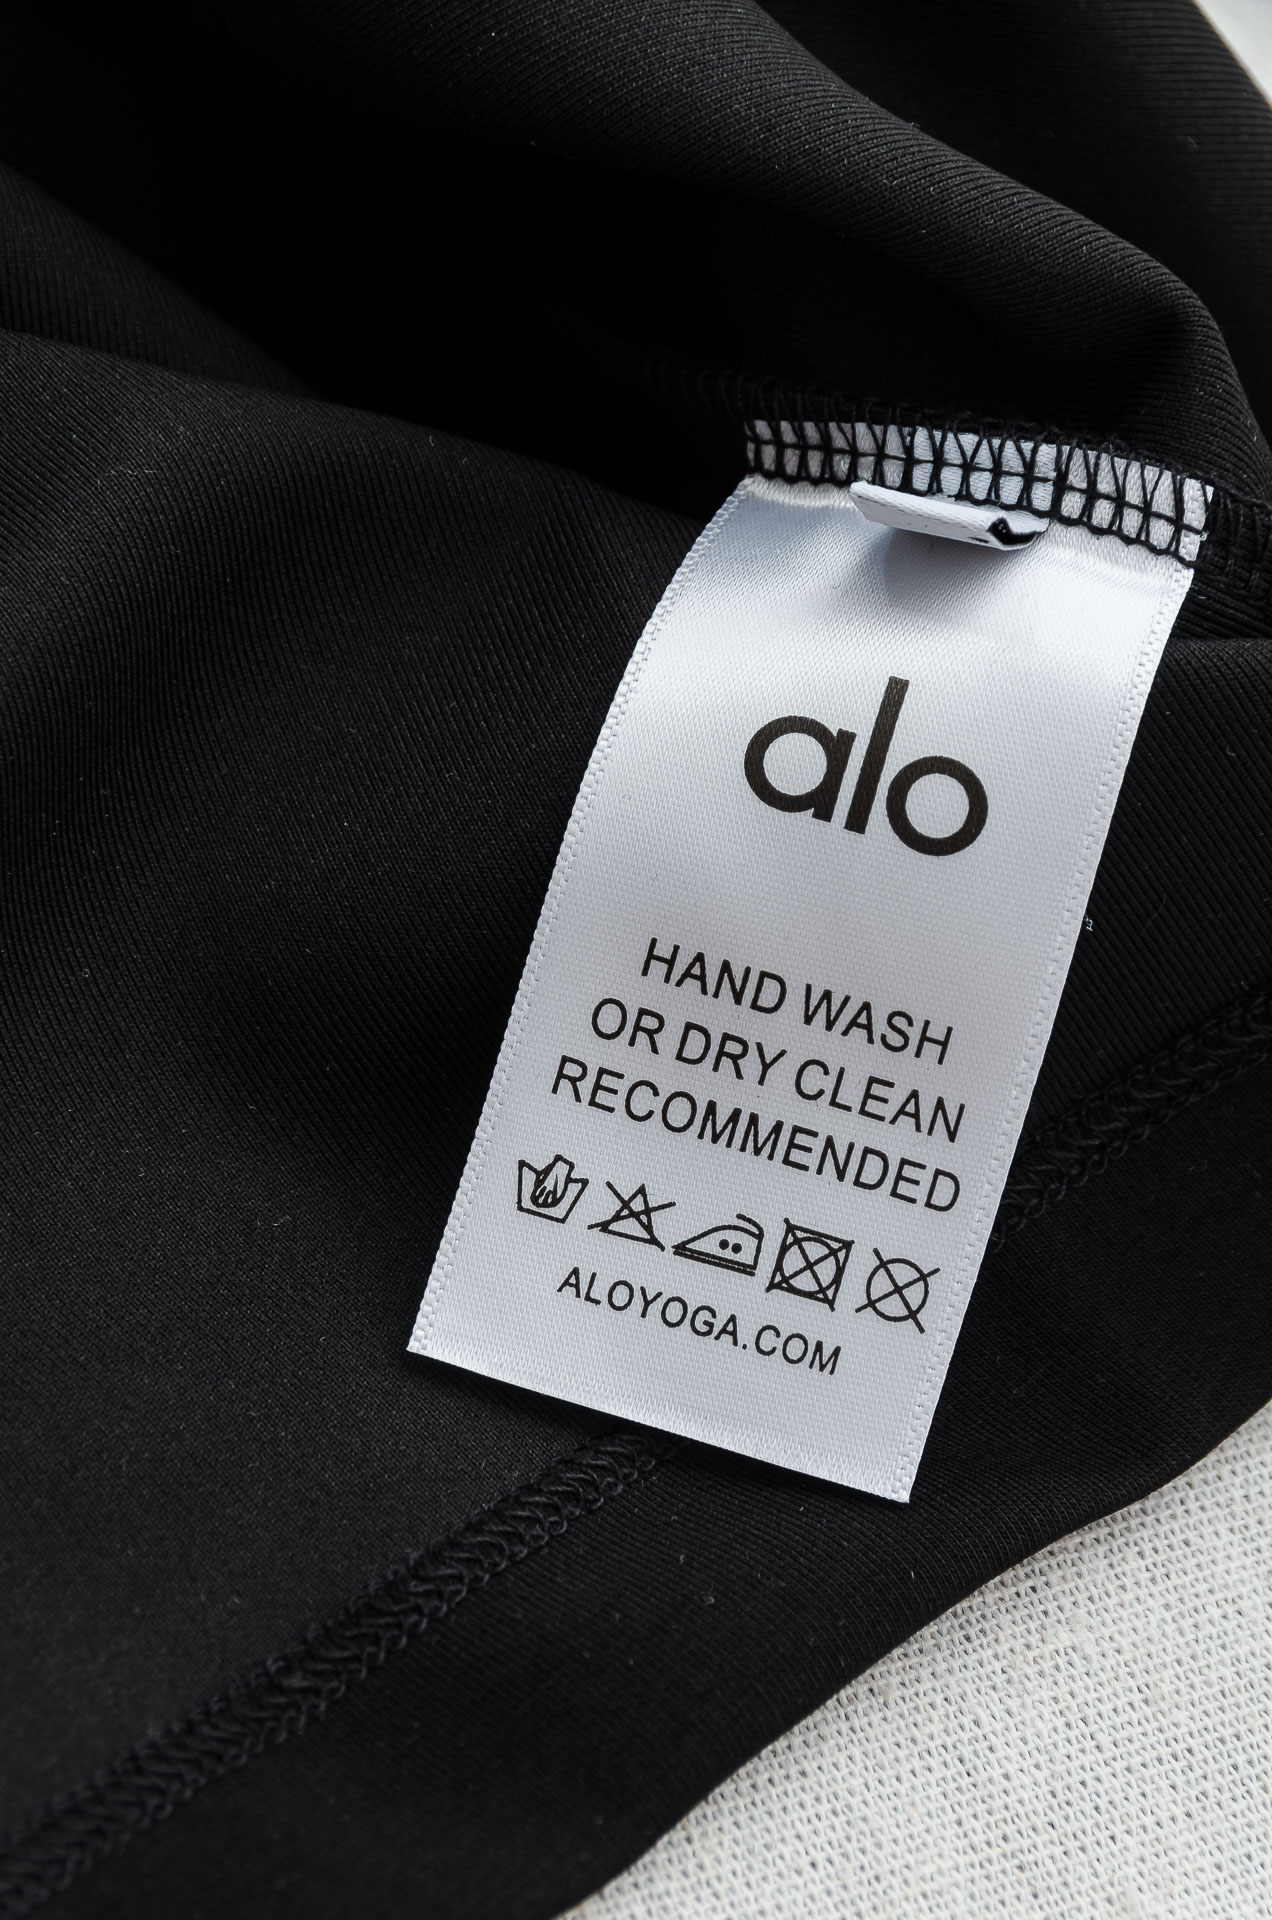 alo
HAND WASH
OR DRY CLEAN
RECOMMENDED
ALOYOGA.COM